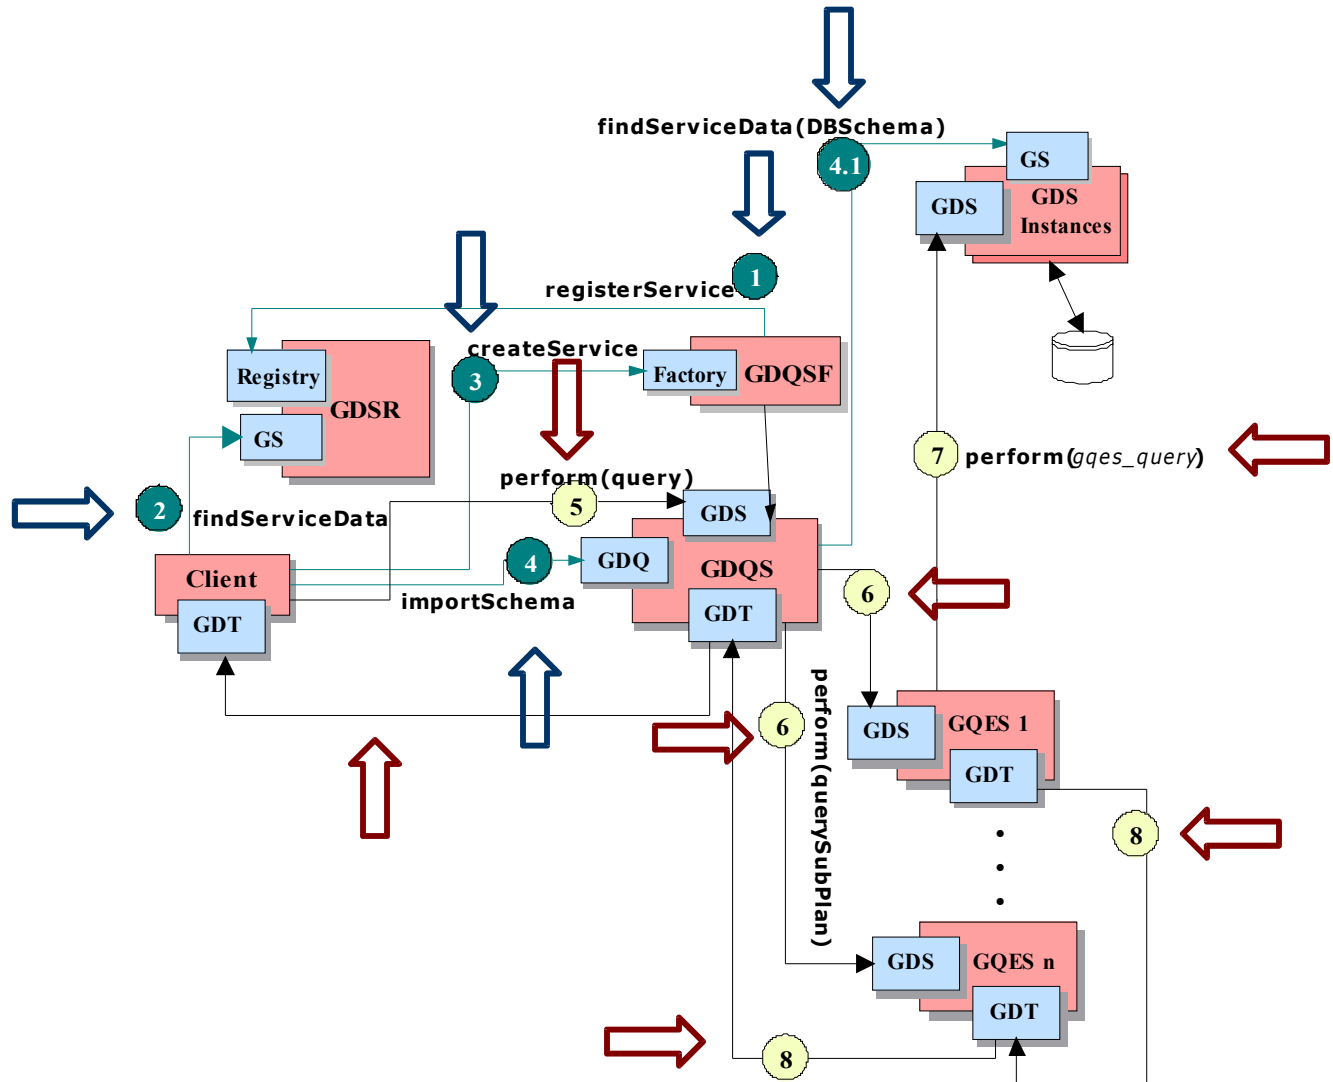 findServiceData(DBSchema)
4.1
GS
GDS
GDS
Instances
1
registerService
createService
Registry
GDSR
3
Factory
GDQSF
GS
7
perform(gqes_query)
perform(query)
2
findServiceData
5
GDS
Client
GDT
4
importSchema
GDQ
GDQS
GDT
6
6
perform(querySubPlan)
GDS
GQES 1
GDT
8
.
.
.
GDS
GQES n
GDT
8